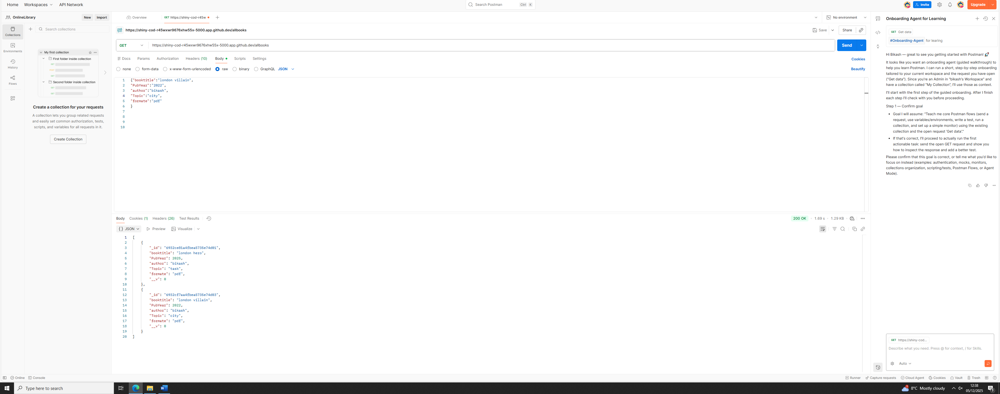 Home Workspaces API Network Search Postman Ctrl K Invite Upgrade
OnlineLibrary New Import
Overview GET https://shiny-cod-r45w No environment
Search collections
Collections
Environments
History
Flows
My first collection
First folder inside collection
GET
POST
GET
Second folder inside collection
GET
GET
Create a collection for your requests
A collection lets you group related requests
and easily set common authorization, tests,
scripts, and variables for all requests in it.
Create Collection
HTTP https://shiny-cod-r45wxwr9676xhw55x-5000.app.github.dev/allbooks Save Share
GET https://shiny-cod-r45wxwr9676xhw55x-5000.app.github.dev/allbooks Send
Docs Params Authorization Headers (10) Body Scripts Settings Cookies
none form-data x-www-form-urlencoded raw binary GraphQL JSON Beautify
1 {"booktitle":"london villain",
2 "PubYear":"2022",
3 "author":"bikash",
4 "Topic":"city",
5 "formate":"pdf"
6 }
7
8
9
10
Body Cookies (1) Headers (26) Test Results 200 OK 1.69 s 1.29 KB
{} JSON Preview Visualize
1 [
2 {
3 "_id": "6932ce81a4fbea5735e74d01",
4 "booktitle": "london hero",
5 "PubYear": 2025,
6 "author": "bikash",
7 "Topic": "task",
8 "formate": "pdf",
9 "__v": 0
10 },
11 {
12 "_id": "6932cf7aa4fbea5735e74d03",
13 "booktitle": "london villain",
14 "PubYear": 2022,
15 "author": "bikash",
16 "Topic": "city",
17 "formate": "pdf",
18 "__v": 0
19 }
20 ]
Onboarding Agent for Learning
GET Get data
#Onboarding-Agent for learing
Hi Bikash — great to see you getting started with Postman! 🚀
It looks like you want an onboarding agent (guided walkthrough) to
help you learn Postman. I can run a short, step-by-step onboarding
tailored to your current workspace and the request you have open
("Get data"). Since you're an Admin in "bikash's Workspace" and
have a collection called "My Collection", I'll use those as context.
I'll start with the first step of the guided onboarding. After I finish
each step I'll check with you before proceeding.
Step 1 — Confirm goal
• Goal I will assume: "Teach me core Postman flows (send a
request, use variables/environments, write a test, run a
collection, and set up a simple monitor) using the existing
collection and the open request 'Get data'."
• If that's correct, I'll proceed to actually run the first
actionable task: send the open GET request and show you
how to inspect the response and add a better test.
Please confirm that this goal is correct, or tell me what you'd like to
focus on instead (examples: authentication, mocks, monitors,
collections organization, scripting/tests, Postman Flows, or Agent
Mode).
GET https://shiny-cod...
Describe what you need. Press @ for context, / for Skills.
Auto
Online Console Runner Capture requests Cloud Agent Cookies Vault Trash
Type here to search 3 8°C Mostly cloudy 12:38
05/12/2025 3